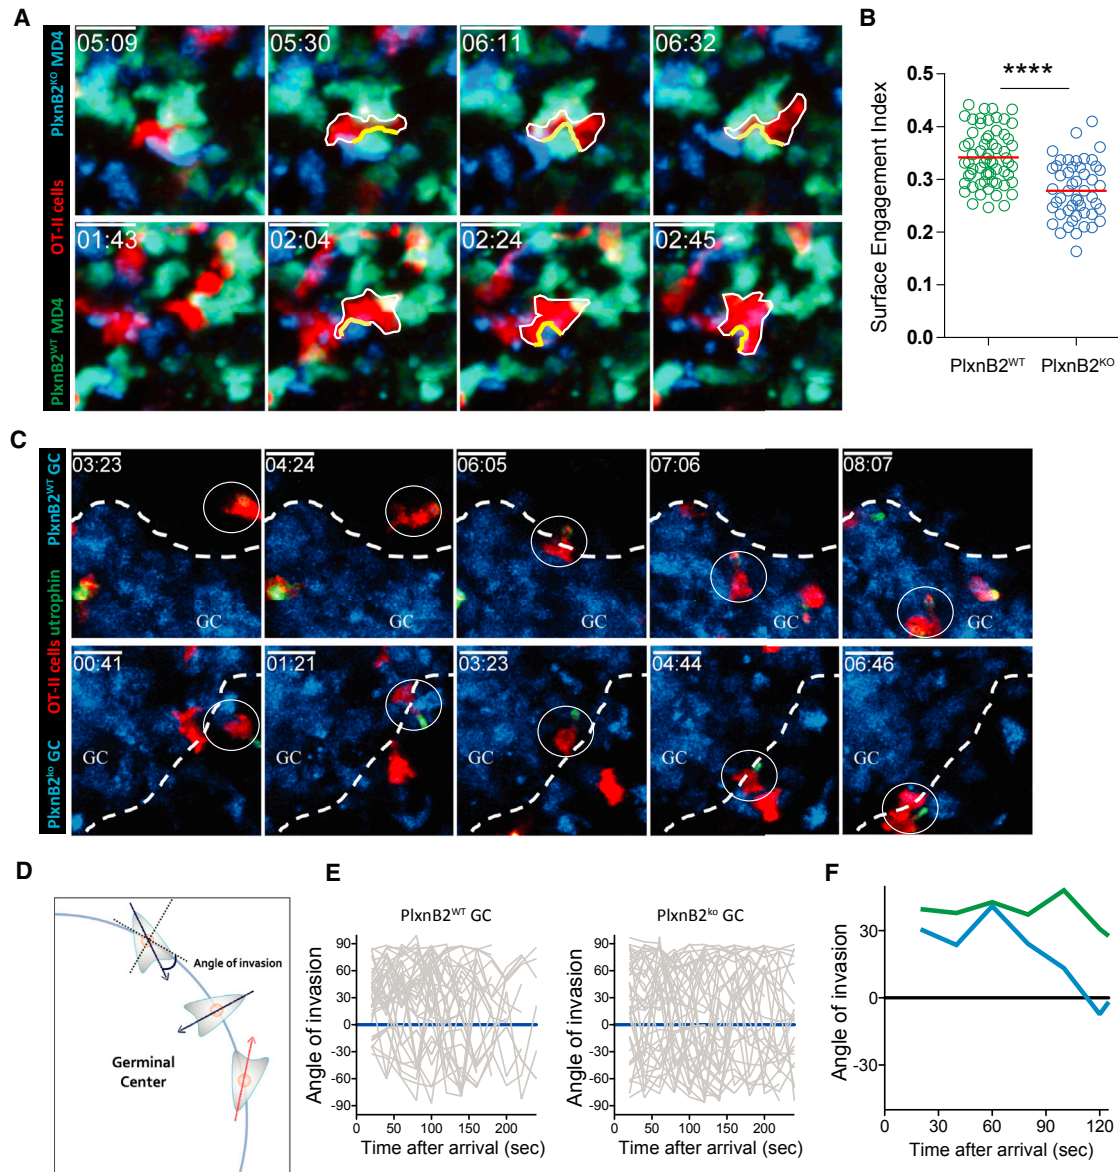 A
PlxnB2KO MD4
OT-II cells
PlxnB2WT MD4
05:09
05:30
06:11
06:32
01:43
02:04
02:24
02:45
B
****
Surface Engagement Index
0.5
0.4
0.3
0.2
0.1
0.0
PlxnB2WT
PlxnB2KO
C
PlxnB2WT GC
OT-II cells utrophin
PlxnB2ko GC
03:23
04:24
06:05
07:06
08:07
GC
GC
GC
GC
GC
00:41
01:21
03:23
04:44
06:46
GC
GC
GC
GC
GC
D
Angle of invasion
Germinal
Center
E
PlxnB2WT GC
Angle of invasion
90
60
30
0
-30
-60
-90
0 50 100 150 200
Time after arrival (sec)
PlxnB2ko GC
Angle of invasion
90
60
30
0
-30
-60
-90
0 50 100 150 200
Time after arrival (sec)
F
Angle of invasion
30
0
-30
0 30 60 90 120
Time after arrival (sec)